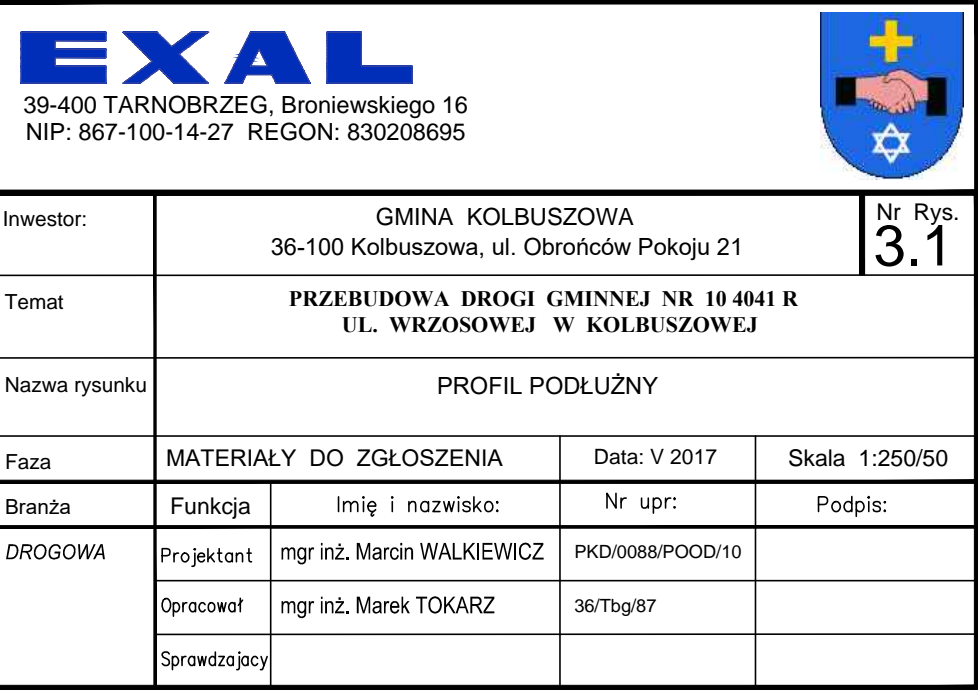 EXAL
39-400 TARNOBRZEG, Broniewskiego 16
NIP: 867-100-14-27 REGON: 830208695
Inwestor:
GMINA KOLBUSZOWA
36-100 Kolbuszowa, ul. Obrońców Pokoju 21
Nr Rys.
3.1
Temat
PRZEBUDOWA DROGI GMINNEJ NR 10 4041 R
UL. WRZOSOWEJ W KOLBUSZOWEJ
Nazwa rysunku
PROFIL PODŁUŻNY
Faza
MATERIAŁY DO ZGŁOSZENIA
Data: V 2017
Skala 1:250/50
Branża
Funkcja
Imię i nazwisko:
Nr upr:
Podpis:
DROGOWA
Projektant
mgr inż. Marcin WALKIEWICZ
PKD/0088/POOD/10
Opracował
mgr inż. Marek TOKARZ
36/Tbg/87
Sprawdzajacy